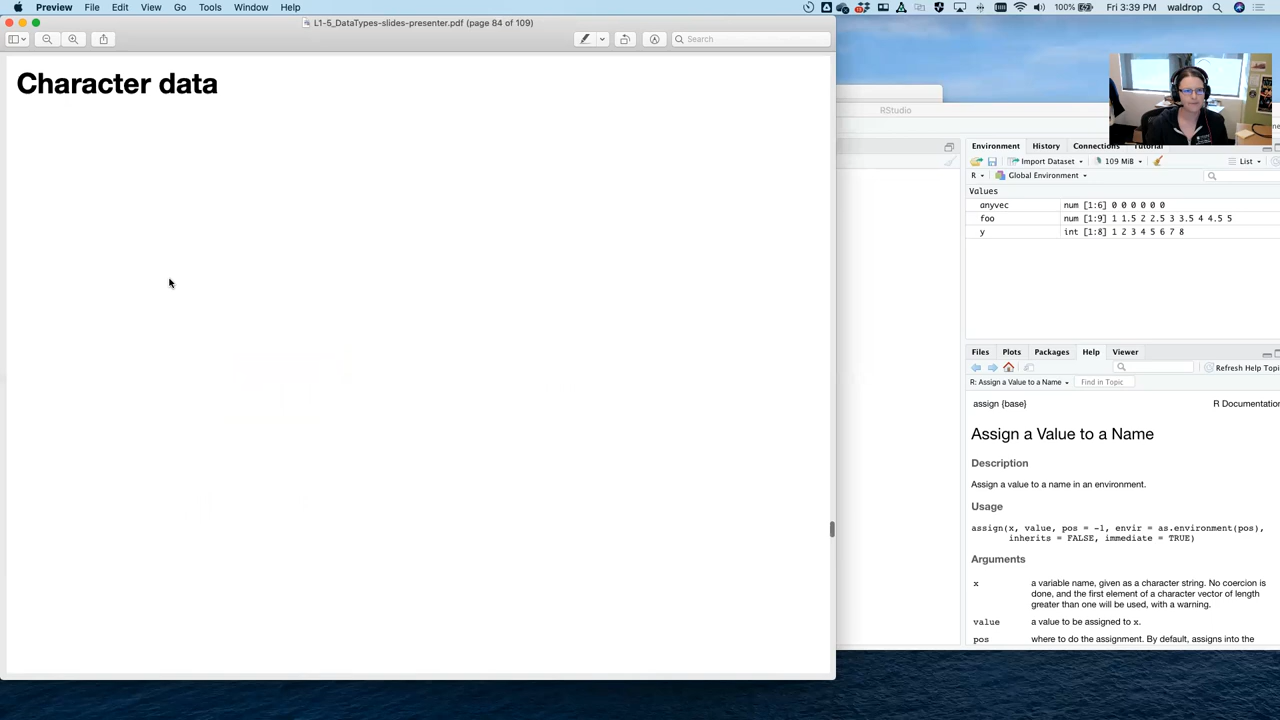 Preview File Edit View Go Tools Window Help
100% Fri 3:39 PM waldrop
L1-5_DataTypes-slides-presenter.pdf (page 84 of 109)
Search
Character data
RStudio
Environment History Connections Tutorial
Import Dataset 109 MiB List
R Global Environment
Values
anyvec num [1:6] 0 0 0 0 0 0
foo num [1:9] 1 1.5 2 2.5 3 3.5 4 4.5 5
y int [1:8] 1 2 3 4 5 6 7 8
Files Plots Packages Help Viewer
Refresh Help Topi
R: Assign a Value to a Name Find in Topic
assign {base} R Documentation
Assign a Value to a Name
Description
Assign a value to a name in an environment.
Usage
assign(x, value, pos = -1, envir = as.environment(pos),
inherits = FALSE, immediate = TRUE)
Arguments
x a variable name, given as a character string. No coercion is
done, and the first element of a character vector of length
greater than one will be used, with a warning.
value a value to be assigned to x.
pos where to do the assignment. By default, assigns into the